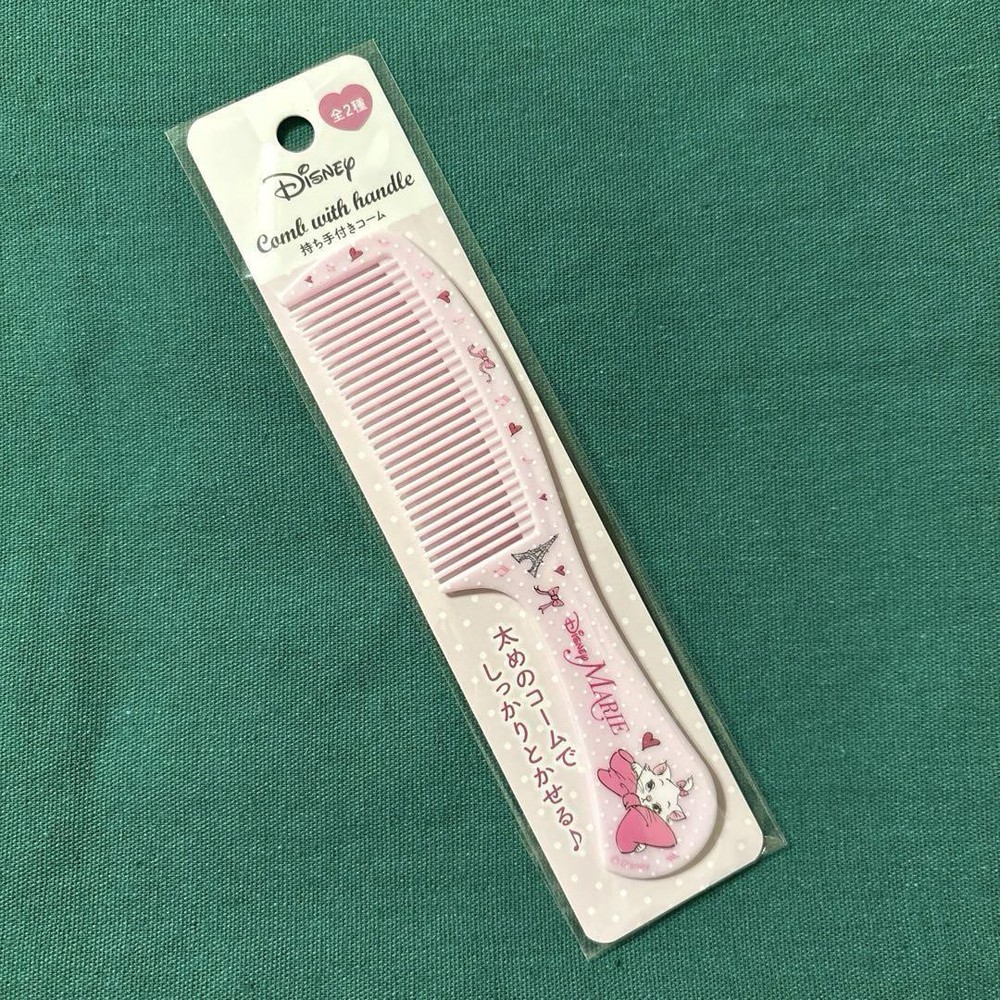 全2種
Disney
Comb with handle
持ち手付きコーム
Disney
MARIE
太めのコームで
しっかりとかせる♪
©Disney